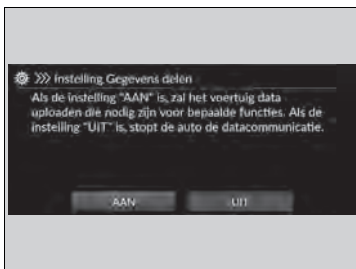 >>> Instelling Gegevens delen
Als de instelling "AAN" is, zal het voertuig data
uploaden die nodig zijn voor bepaalde functies. Als de
instelling "UIT" is, stopt de auto de datacommunicatie.
AAN
UIT